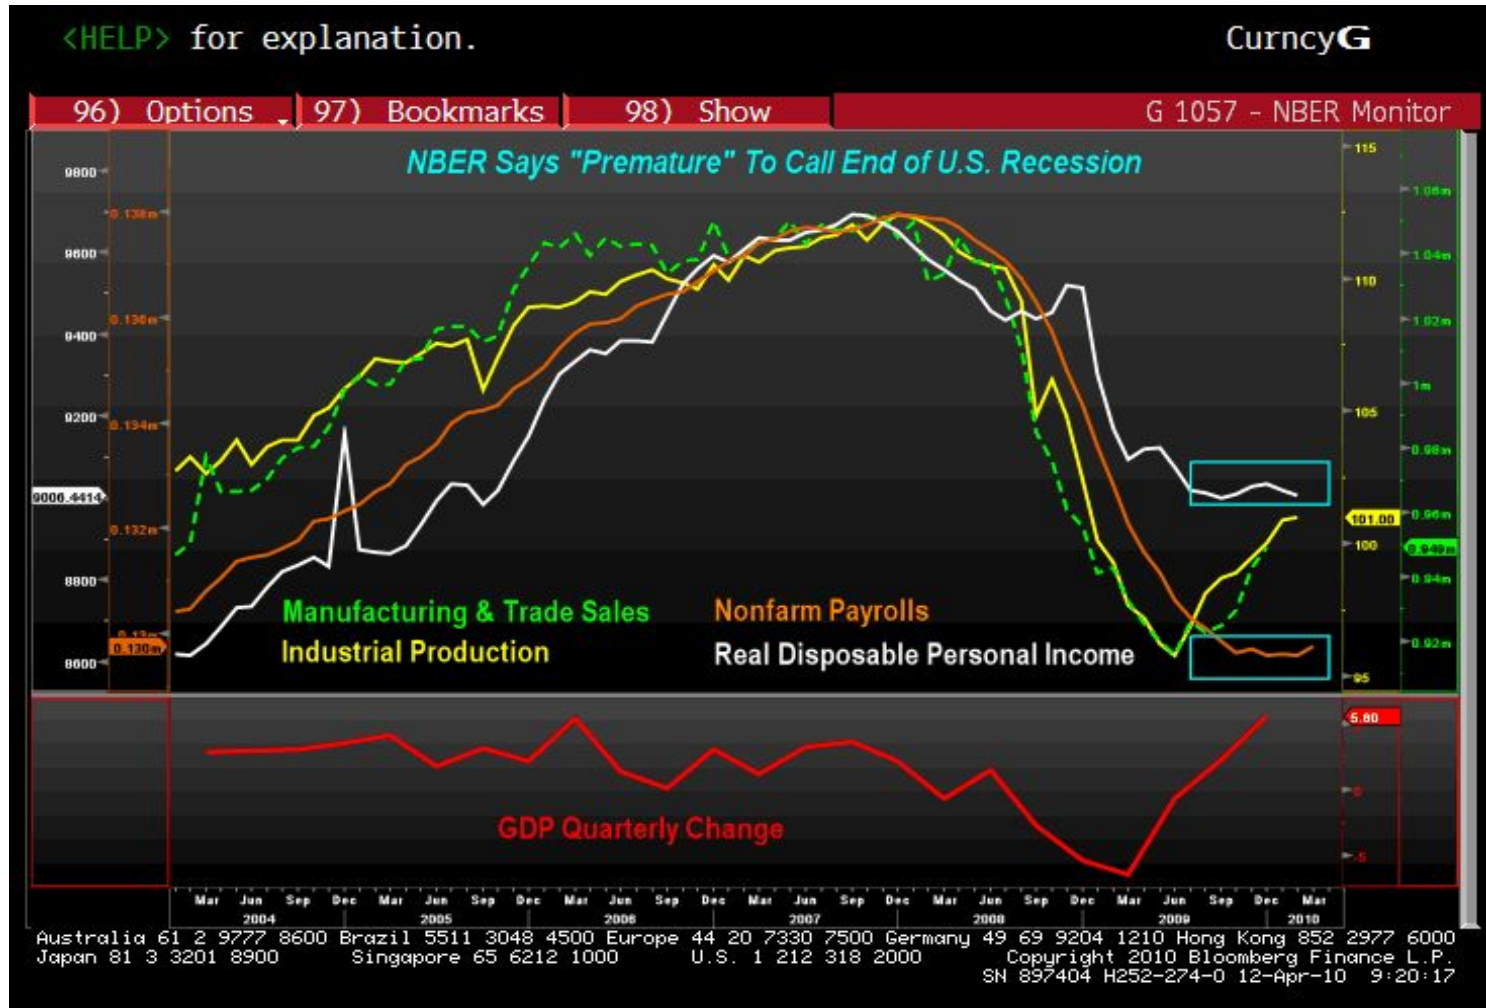 <HELP> for explanation. CurncyG
96) Options 97) Bookmarks 98) Show G 1057 - NBER Monitor
NBER Says "Premature" To Call End of U.S. Recession
9800
9600
9400
9200
9006.4414
8800
8600
0.138m
0.136m
0.134m
0.132m
0.13m
0.130m
115
110
105
101.00
100
95
1.06m
1.04m
1.02m
1m
0.98m
0.96m
0.949m
0.94m
0.92m
Manufacturing & Trade Sales Nonfarm Payrolls
Industrial Production Real Disposable Personal Income
5.60
0
-5
GDP Quarterly Change
Mar Jun Sep Dec Mar Jun Sep Dec Mar Jun Sep Dec Mar Jun Sep Dec Mar Jun Sep Dec Mar Jun Sep Dec Mar
2004 2005 2006 2007 2008 2009 2010
Australia 61 2 9777 8600 Brazil 5511 3048 4500 Europe 44 20 7330 7500 Germany 49 69 9204 1210 Hong Kong 852 2977 6000
Japan 81 3 3201 8900 Singapore 65 6212 1000 U.S. 1 212 318 2000 Copyright 2010 Bloomberg Finance L.P.
SN 897404 H252-274-0 12-Apr-10 9:20:17